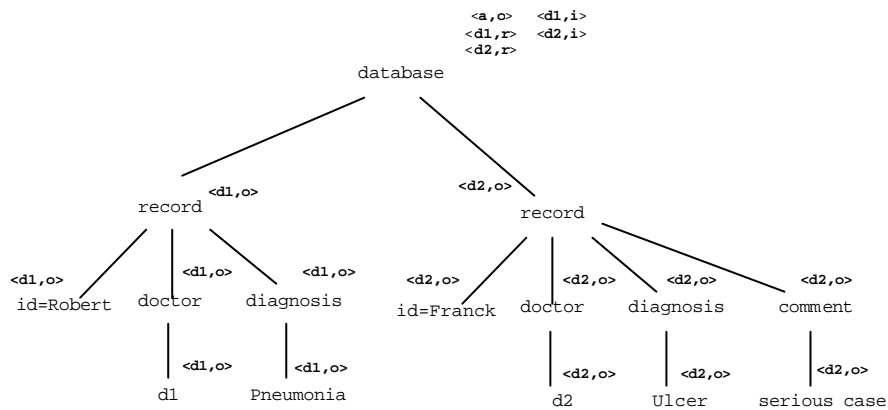 <a,o> <d1,i>
<d1,r> <d2,i>
<d2,r>
database
<d1,o> <d2,o>
record record
<d1,o> <d1,o> <d1,o> <d2,o> <d2,o> <d2,o> <d2,o>
id=Robert doctor diagnosis id=Franck doctor diagnosis comment
<d1,o> <d1,o> <d2,o> <d2,o> <d2,o>
d1 Pneumonia d2 Ulcer serious case